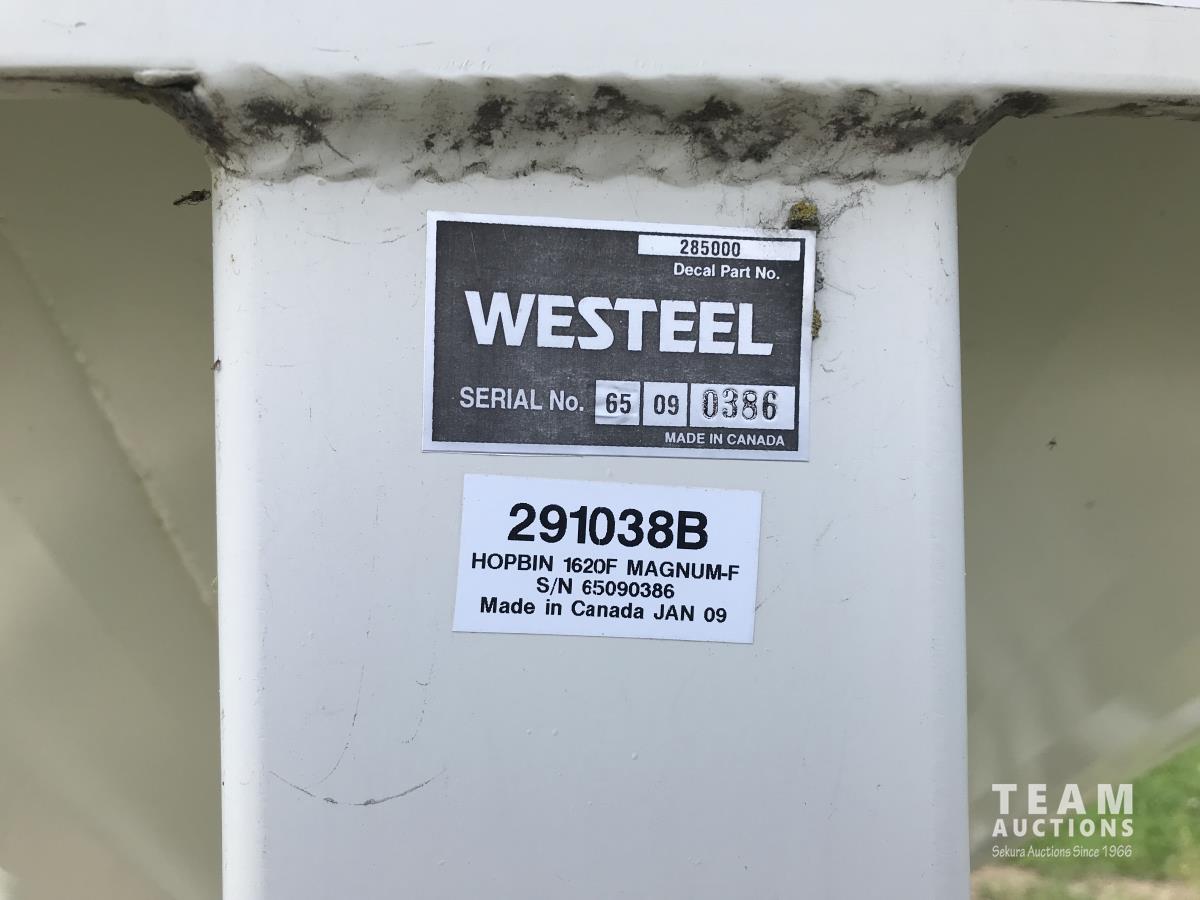 285000
Decal Part No.
WESTEEL
SERIAL No. 65 09 0386
MADE IN CANADA
291038B
HOPBIN 1620F MAGNUM-F
S/N 65090386
Made in Canada JAN 09
TEAM
AUCTIONS
Sekura Auctions Since 1966